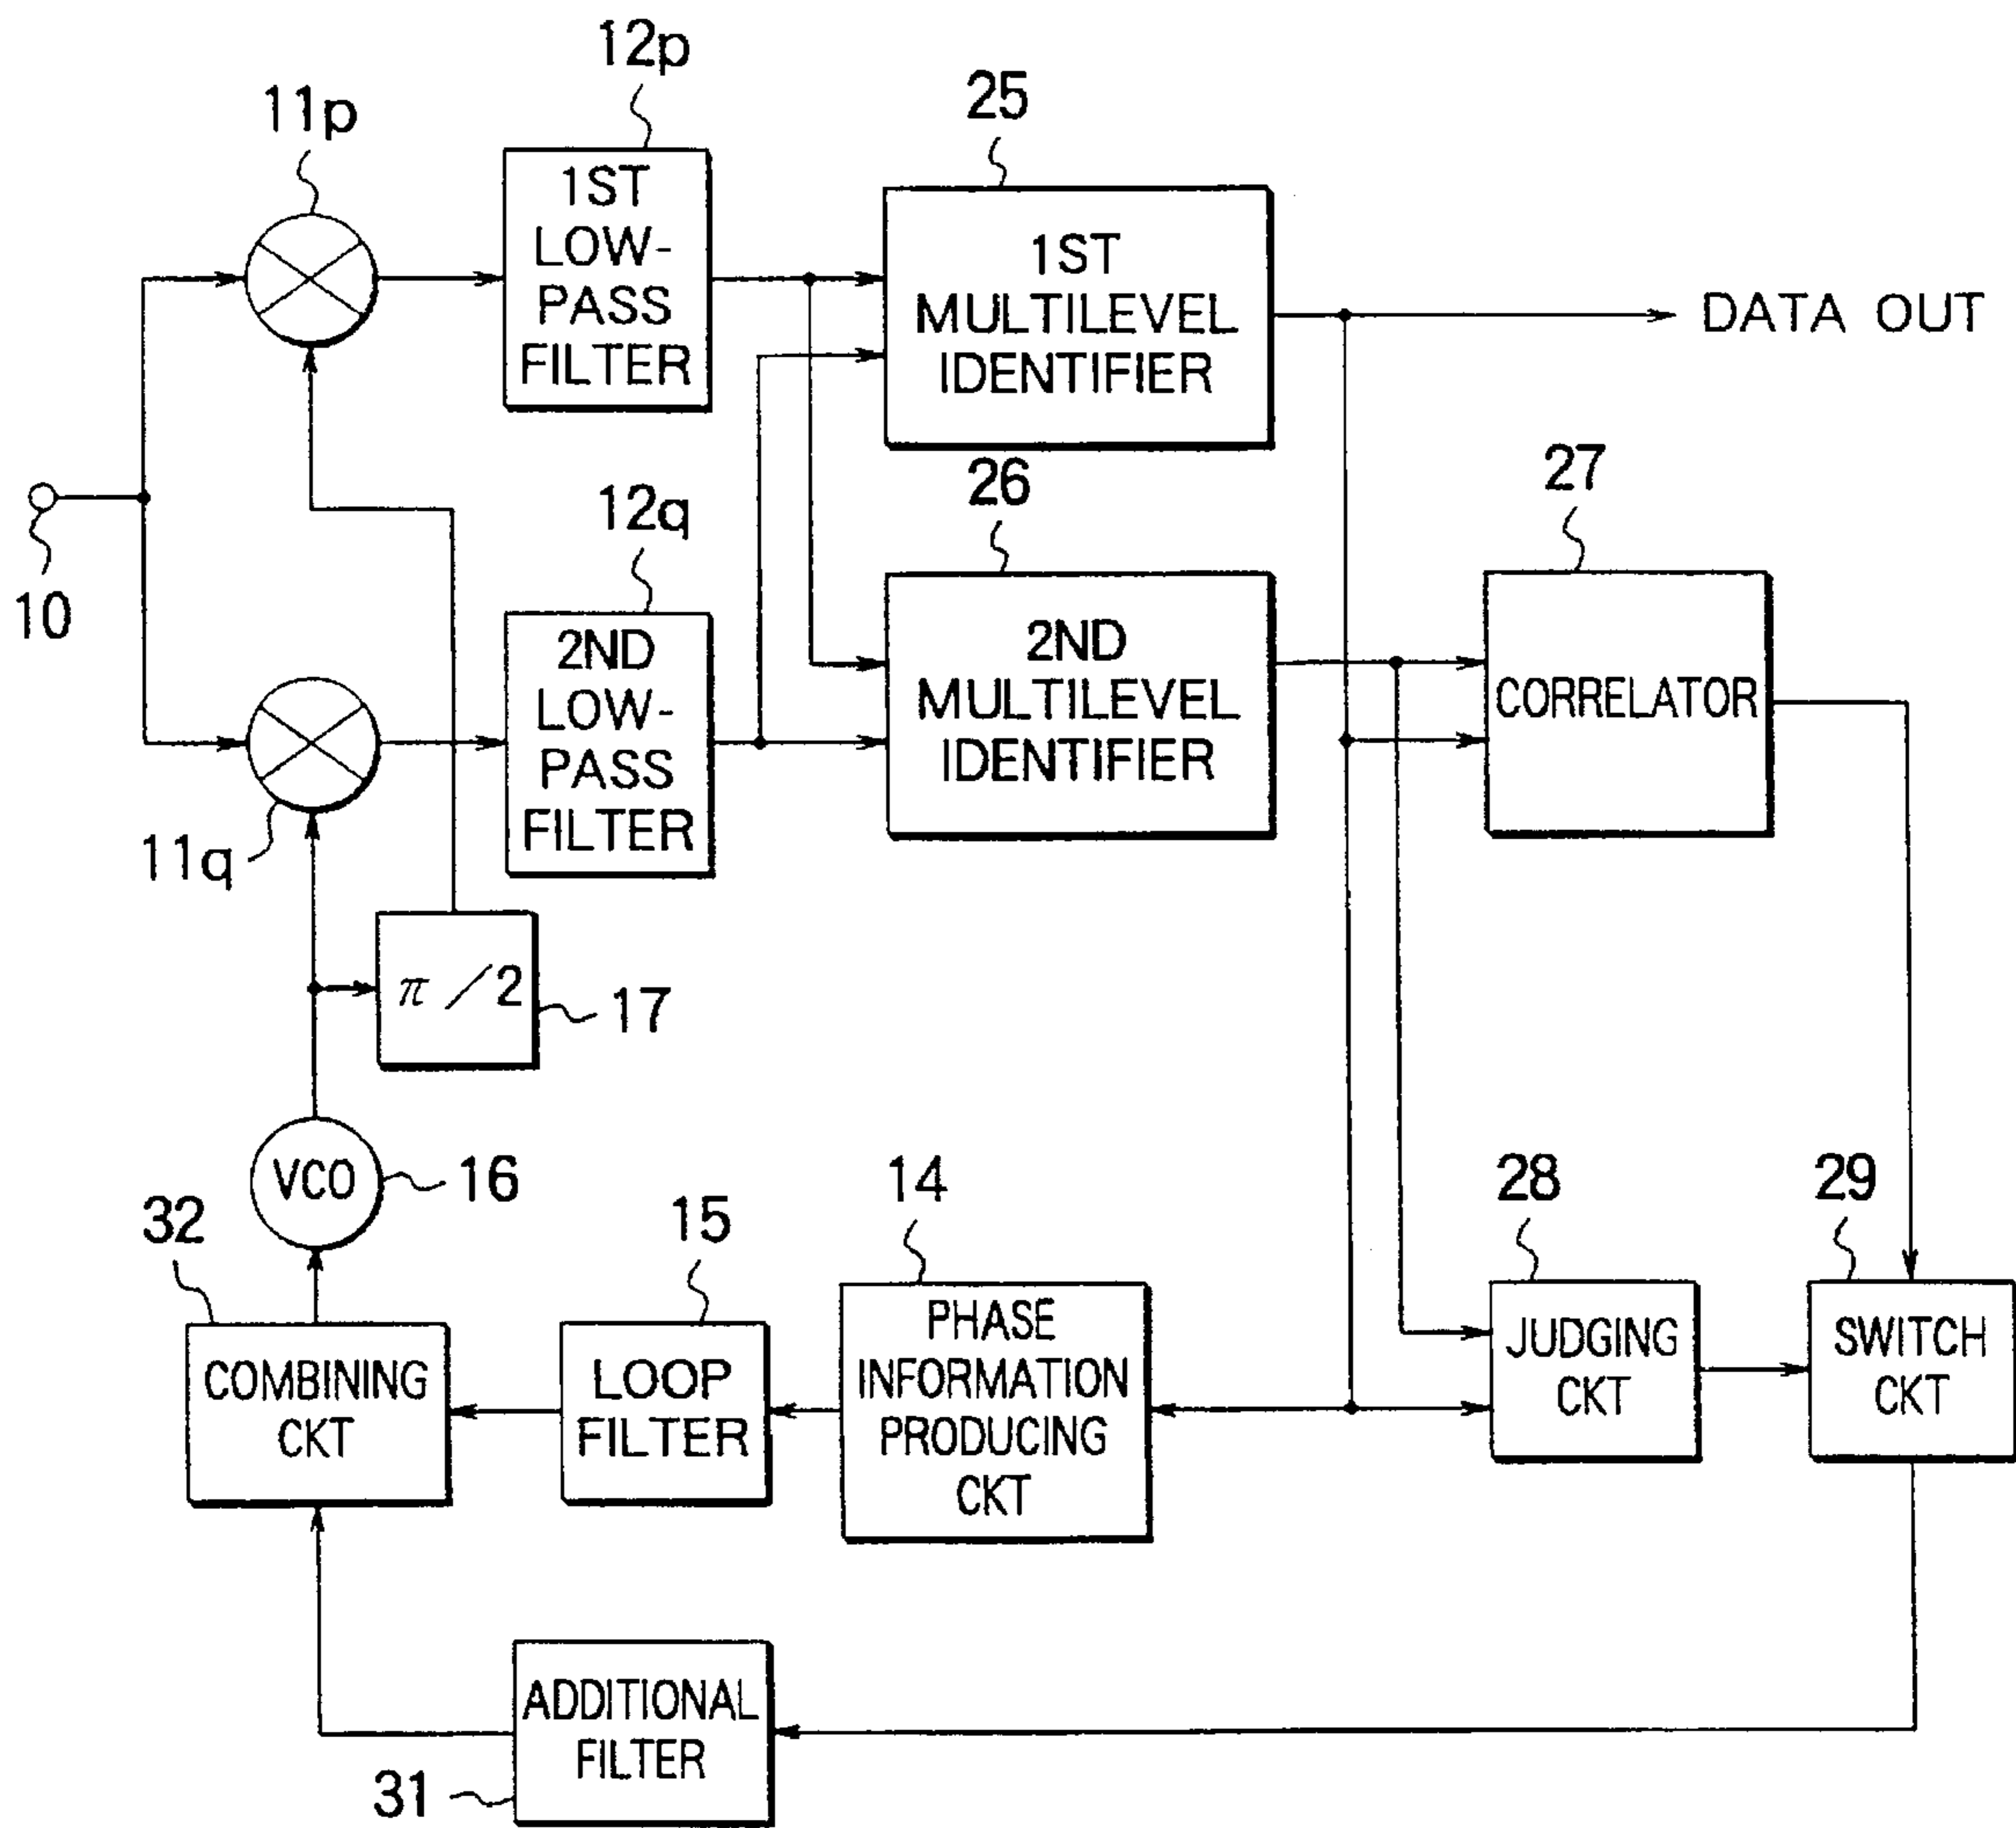 12p
11p
25
1ST
LOW-
PASS
FILTER
1ST
MULTILEVEL
IDENTIFIER
DATA OUT
10
12q
26
27
2ND
LOW-
PASS
FILTER
2ND
MULTILEVEL
IDENTIFIER
CORRELATOR
11q
π/2
17
VCO
16
32
15
14
28
29
COMBINING
CKT
LOOP
FILTER
PHASE
INFORMATION
PRODUCING
CKT
JUDGING
CKT
SWITCH
CKT
ADDITIONAL
FILTER
31